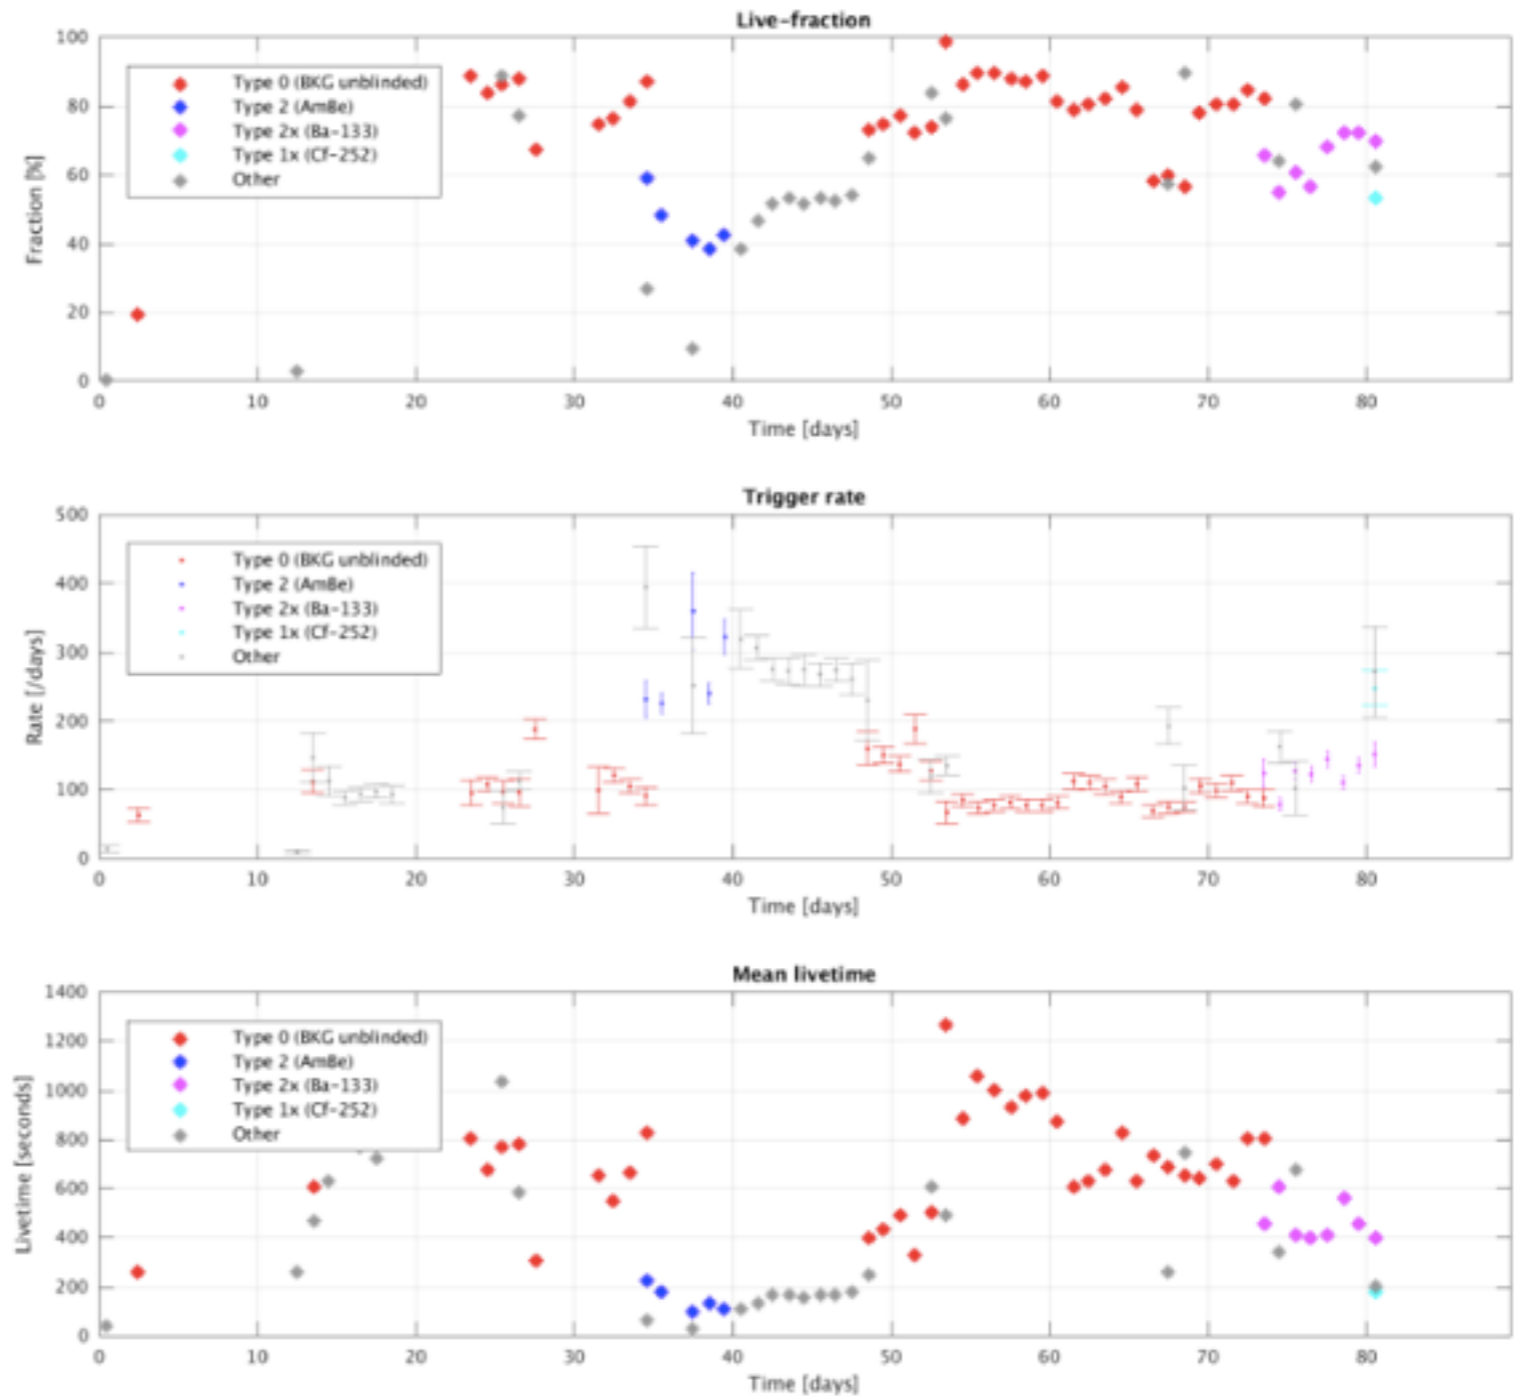 Live-fraction
100
80
60
40
20
0
Fraction [%]
Type 0 (BKG unblinded)
Type 2 (AmBe)
Type 2x (Ba-133)
Type 1x (Cf-252)
Other
0 10 20 30 40 50 60 70 80
Time [days]
Trigger rate
500
400
300
200
100
0
Rate [/days]
Type 0 (BKG unblinded)
Type 2 (AmBe)
Type 2x (Ba-133)
Type 1x (Cf-252)
Other
0 10 20 30 40 50 60 70 80
Time [days]
Mean livetime
1400
1200
1000
800
600
400
200
0
Livetime [seconds]
Type 0 (BKG unblinded)
Type 2 (AmBe)
Type 2x (Ba-133)
Type 1x (Cf-252)
Other
0 10 20 30 40 50 60 70 80
Time [days]